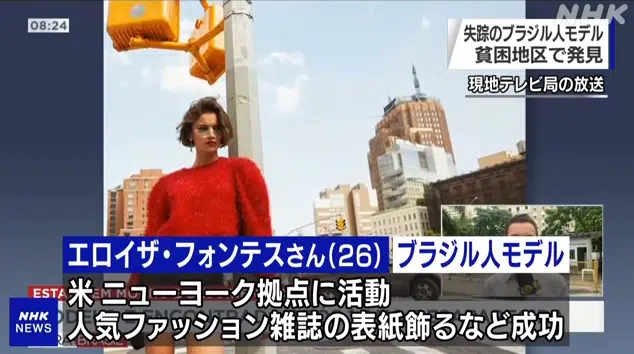 08:24
NHK
失踪のブラジル人モデル
貧困地区で発見
現地テレビ局の放送
エロイザ・フォンテスさん(26) ブラジル人モデル
米 ニューヨーク拠点に活動
人気ファッション雑誌の表紙飾るなど成功
NHK
NEWS